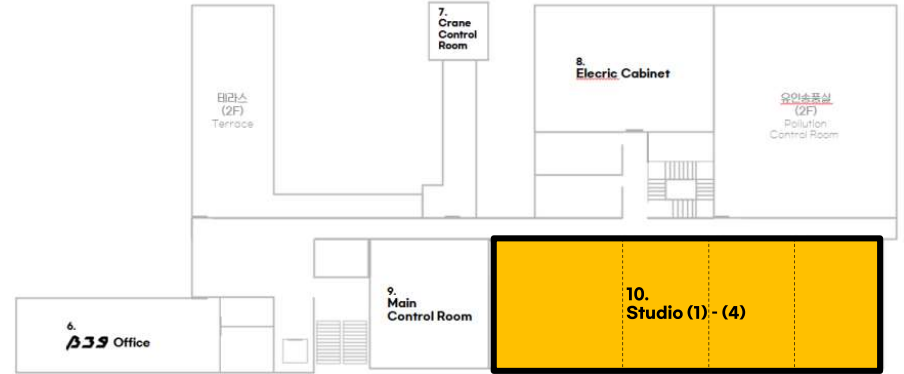 7.
Crane
Control
Room
8.
Elecric Cabinet
테라스
(2F)
Terrace
유인송풍실
(2F)
Pollution
Control Room
9.
Main
Control Room
10.
Studio (1) - (4)
6.
B39 Office